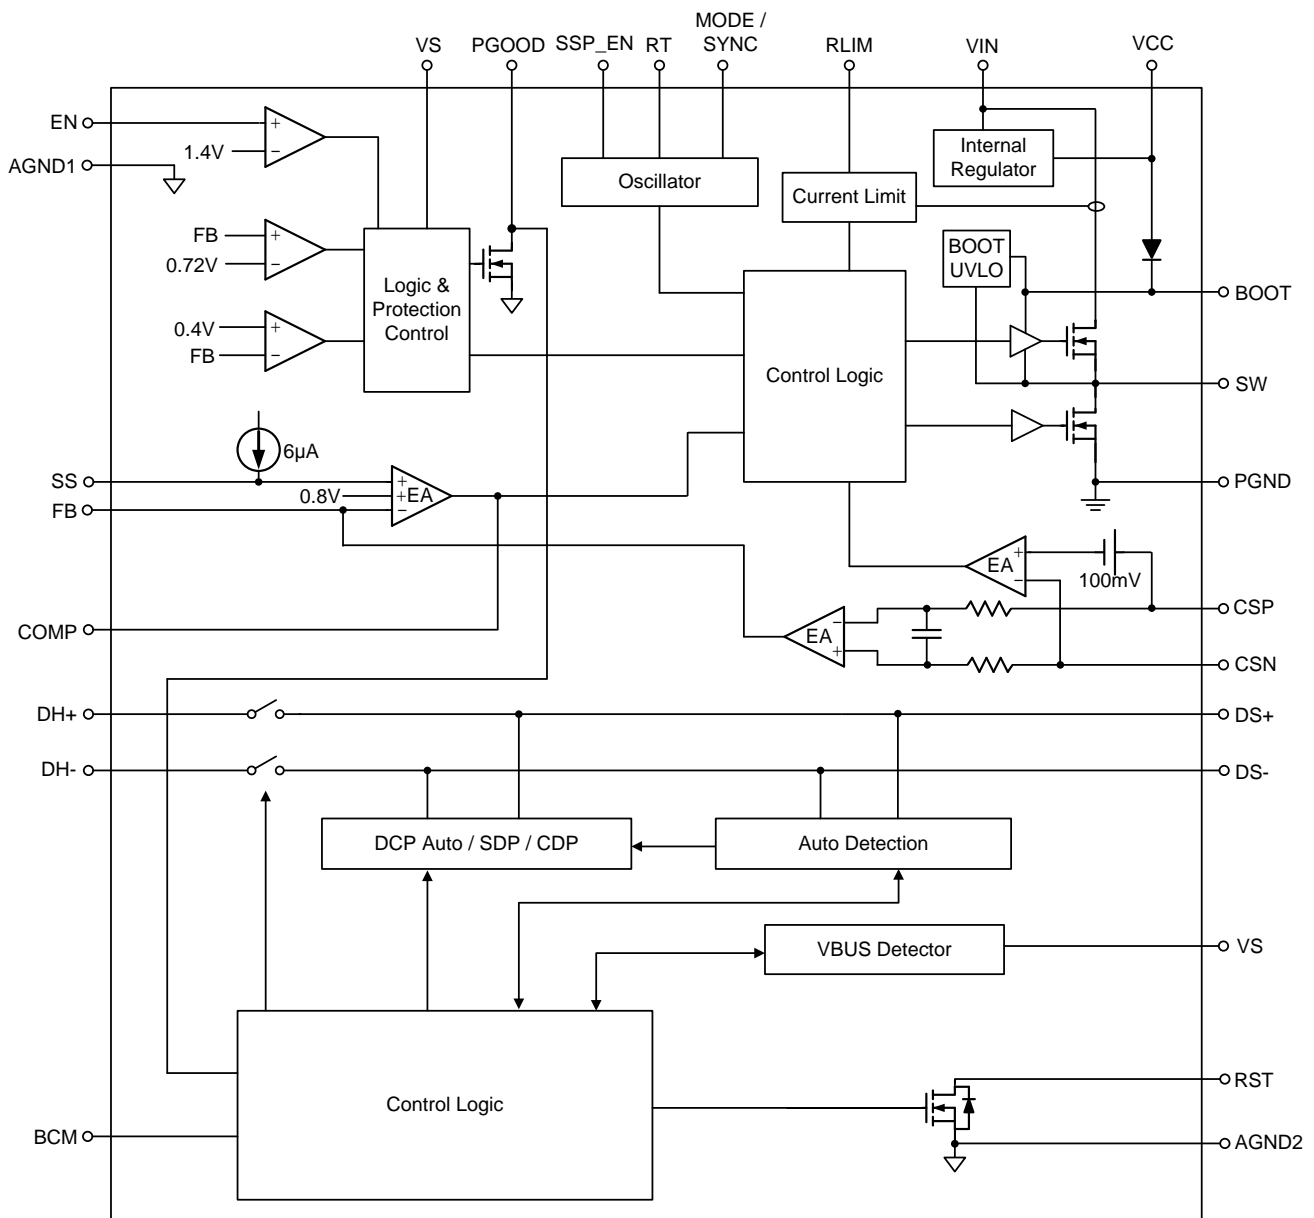 MODE /
SYNC
VS
PGOOD
SSP_EN
RT
RLIM
VIN
VCC
EN
+
−
1.4V
AGND1
Oscillator
Internal
Regulator
Current Limit
FB
+
0.72V
−
BOOT
UVLO
BOOT
Logic &
Protection
Control
0.4V
+
FB
−
Control Logic
SW
6µA
SS
+
0.8V
+
EA
FB
−
PGND
EA
+
−
100mV
CSP
EA
−
+
COMP
CSN
DH+
DS+
DH-
DS-
DCP Auto / SDP / CDP
Auto Detection
VBUS Detector
VS
Control Logic
RST
BCM
AGND2